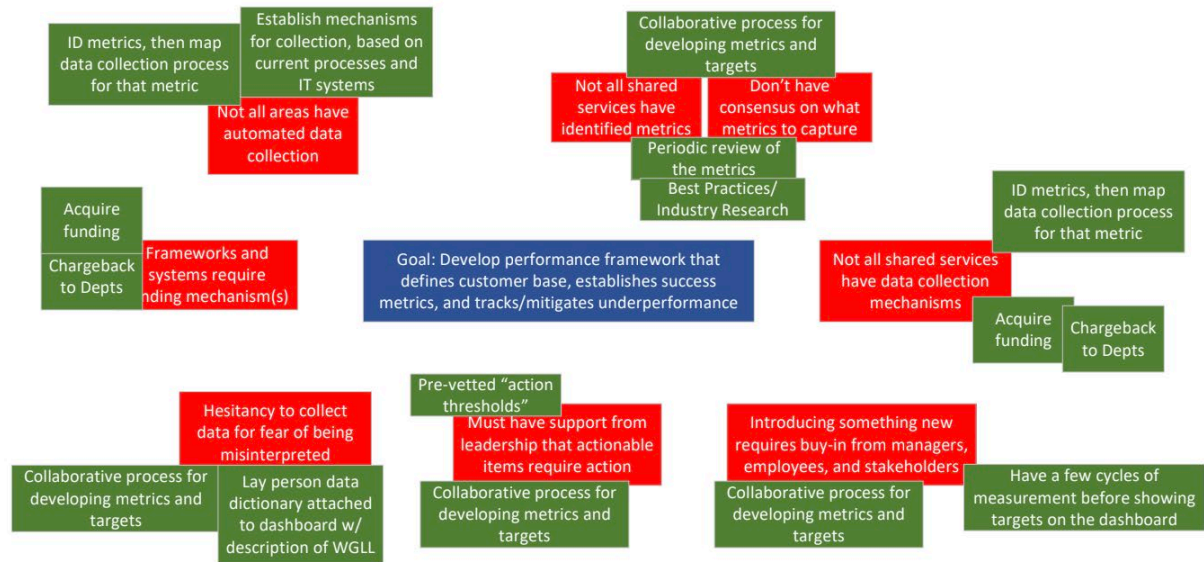 ID metrics, then map
data collection process
for that metric
Establish mechanisms
for collection, based on
current processes and
IT systems
Not all areas have
automated data
collection
Collaborative process for
developing metrics and
targets
Not all shared
services have
identified metrics
Don't have
consensus on what
metrics to capture
Periodic review of
the metrics
Best Practices/
Industry Research
ID metrics, then map
data collection process
for that metric
Not all shared services
have data collection
mechanisms
Acquire
funding
Chargeback
to Depts
Acquire
funding
Chargeback
to Depts
Frameworks and
systems require
nding mechanism(s)
Goal: Develop performance framework that
defines customer base, establishes success
metrics, and tracks/mitigates underperformance
Hesitancy to collect
data for fear of being
misinterpreted
Collaborative process for
developing metrics and
targets
Lay person data
dictionary attached
to dashboard w/
description of WGLL
Pre-vetted “action
thresholds”
Must have support from
leadership that actionable
items require action
Collaborative process for
developing metrics and
targets
Introducing something new
requires buy-in from managers,
employees, and stakeholders
Collaborative process for
developing metrics and
targets
Have a few cycles of
measurement before showing
targets on the dashboard